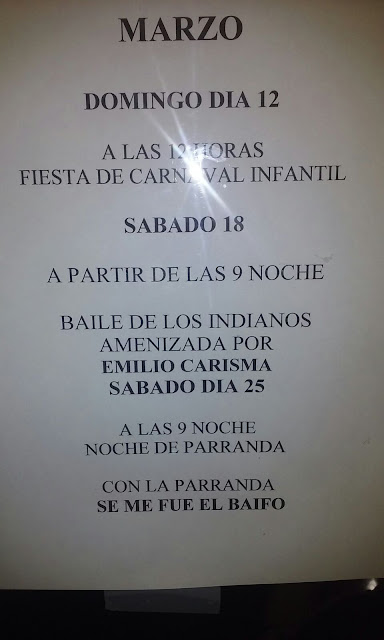 MARZO
DOMINGO DIA 12
A LAS 12 HORAS
FIESTA DE CARNAVAL INFANTIL
SABADO 18
A PARTIR DE LAS 9 NOCHE
BAILE DE LOS INDIANOS
AMENIZADA POR
EMILIO CARISMA
SABADO DIA 25
A LAS 9 NOCHE
NOCHE DE PARRANDA
CON LA PARRANDA
SE ME FUE EL BAIFO